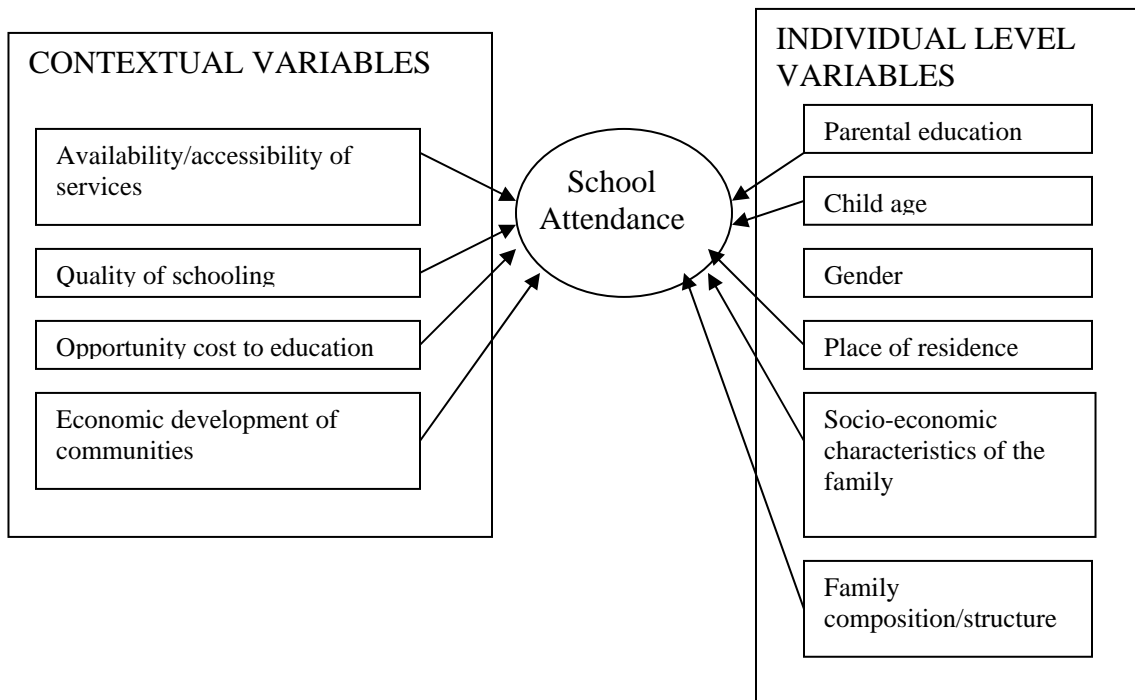 CONTEXTUAL VARIABLES
Availability/accessibility of
services
Quality of schooling
Opportunity cost to education
Economic development of
communities
School
Attendance
INDIVIDUAL LEVEL
VARIABLES
Parental education
Child age
Gender
Place of residence
Socio-economic
characteristics of the
family
Family
composition/structure